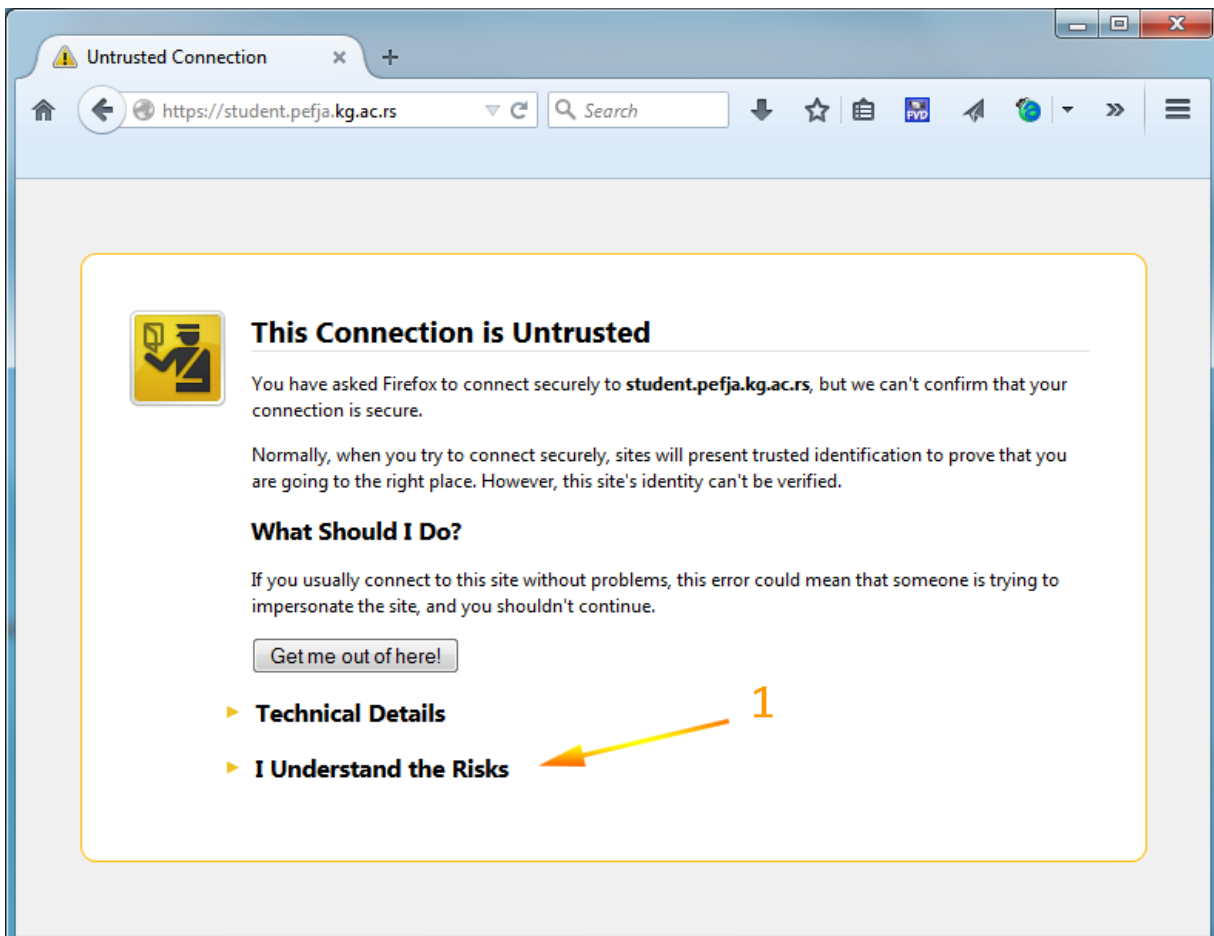 Untrusted Connection
https://student.pefja.kg.ac.rs
Search
FVD
This Connection is Untrusted
You have asked Firefox to connect securely to student.pefja.kg.ac.rs, but we can't confirm that your
connection is secure.
Normally, when you try to connect securely, sites will present trusted identification to prove that you
are going to the right place. However, this site's identity can't be verified.
What Should I Do?
If you usually connect to this site without problems, this error could mean that someone is trying to
impersonate the site, and you shouldn't continue.
Get me out of here!
Technical Details
1
I Understand the Risks